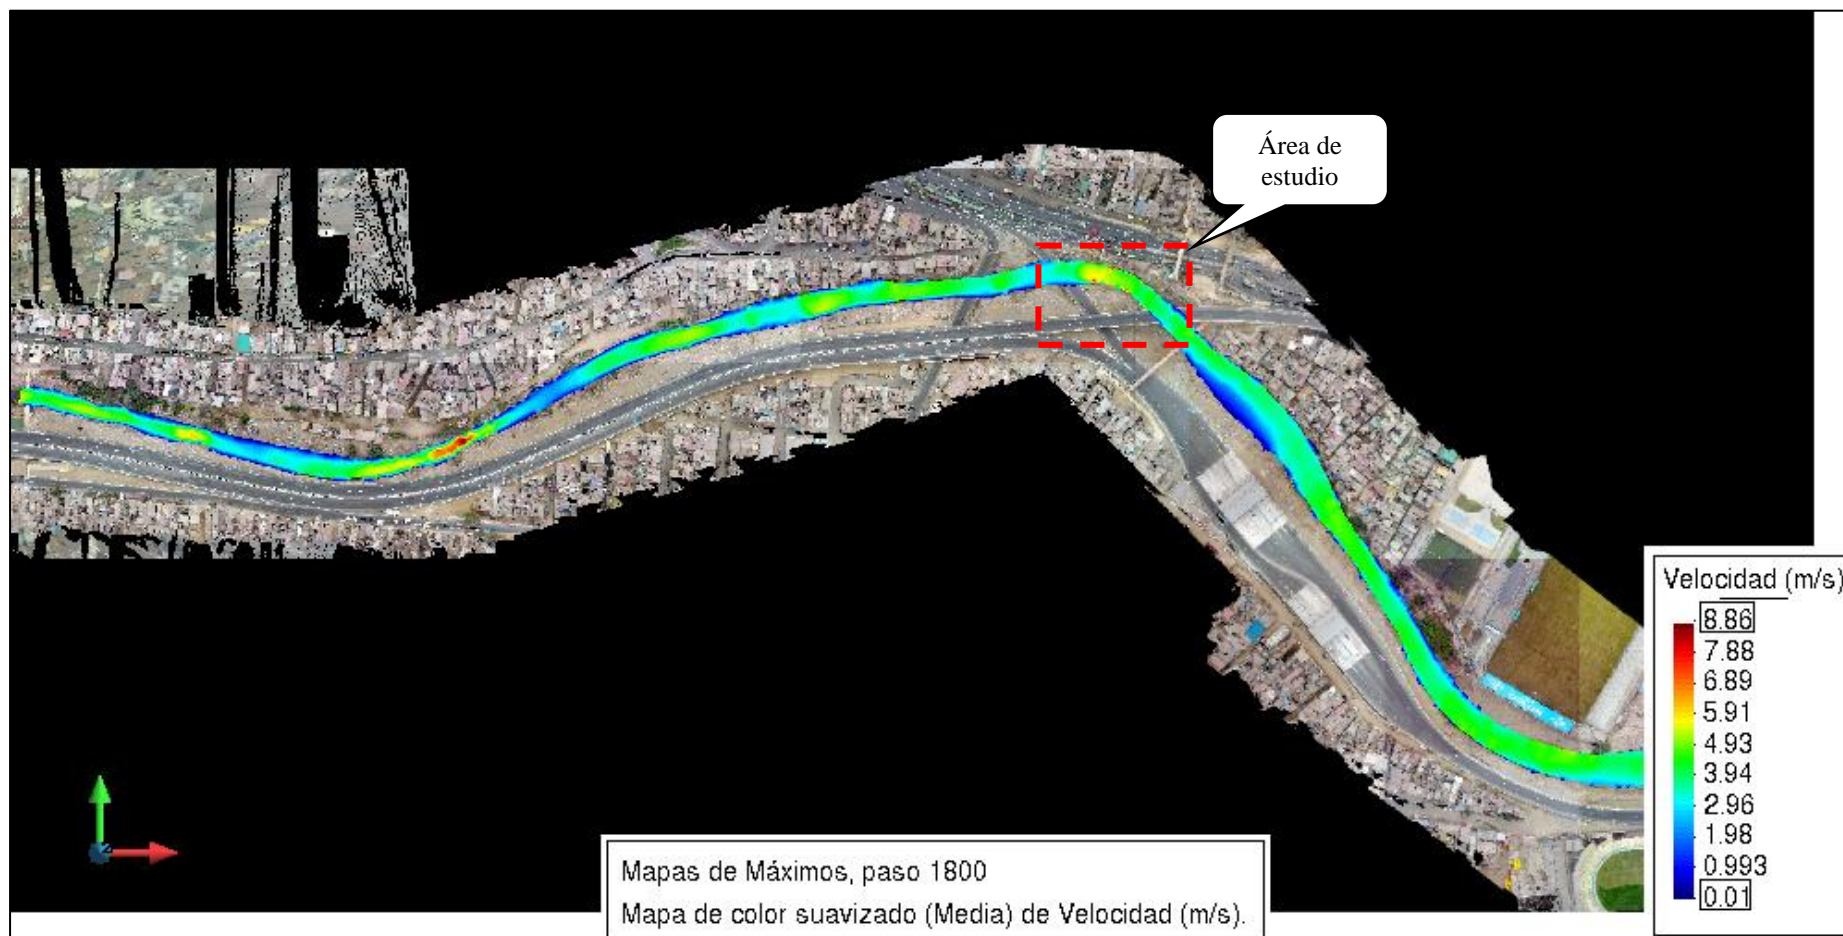 Área de
estudio
Velocidad (m/s)
8.86
7.88
6.89
5.91
4.93
3.94
2.96
1.98
0.993
0.01
Mapas de Máximos, paso 1800
Mapa de color suavizado (Media) de Velocidad (m/s).